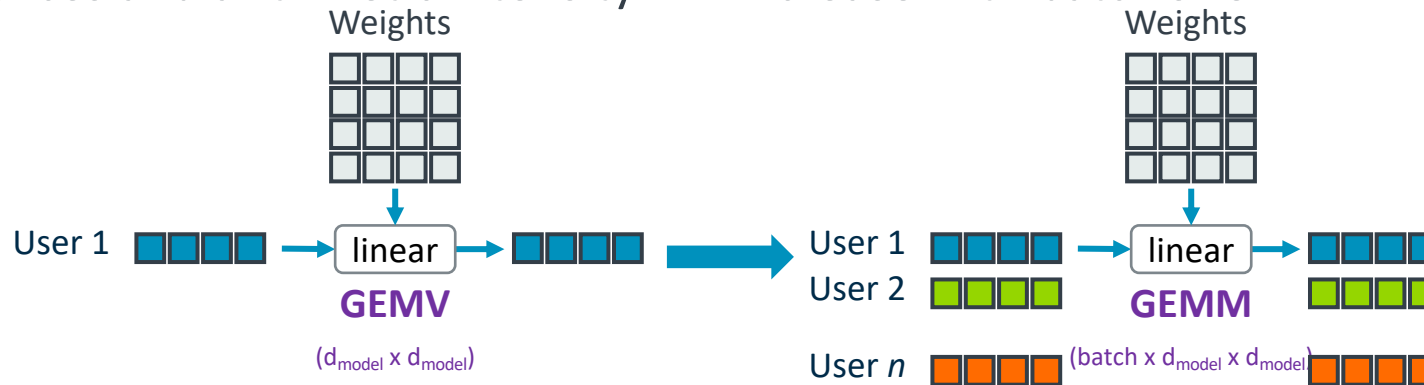 Weights
User 1
linear
GEMV
(dmodel x dmodel)
Weights
User 1
User 2
linear
GEMM
User n
(batch x dmodel x dmodel)